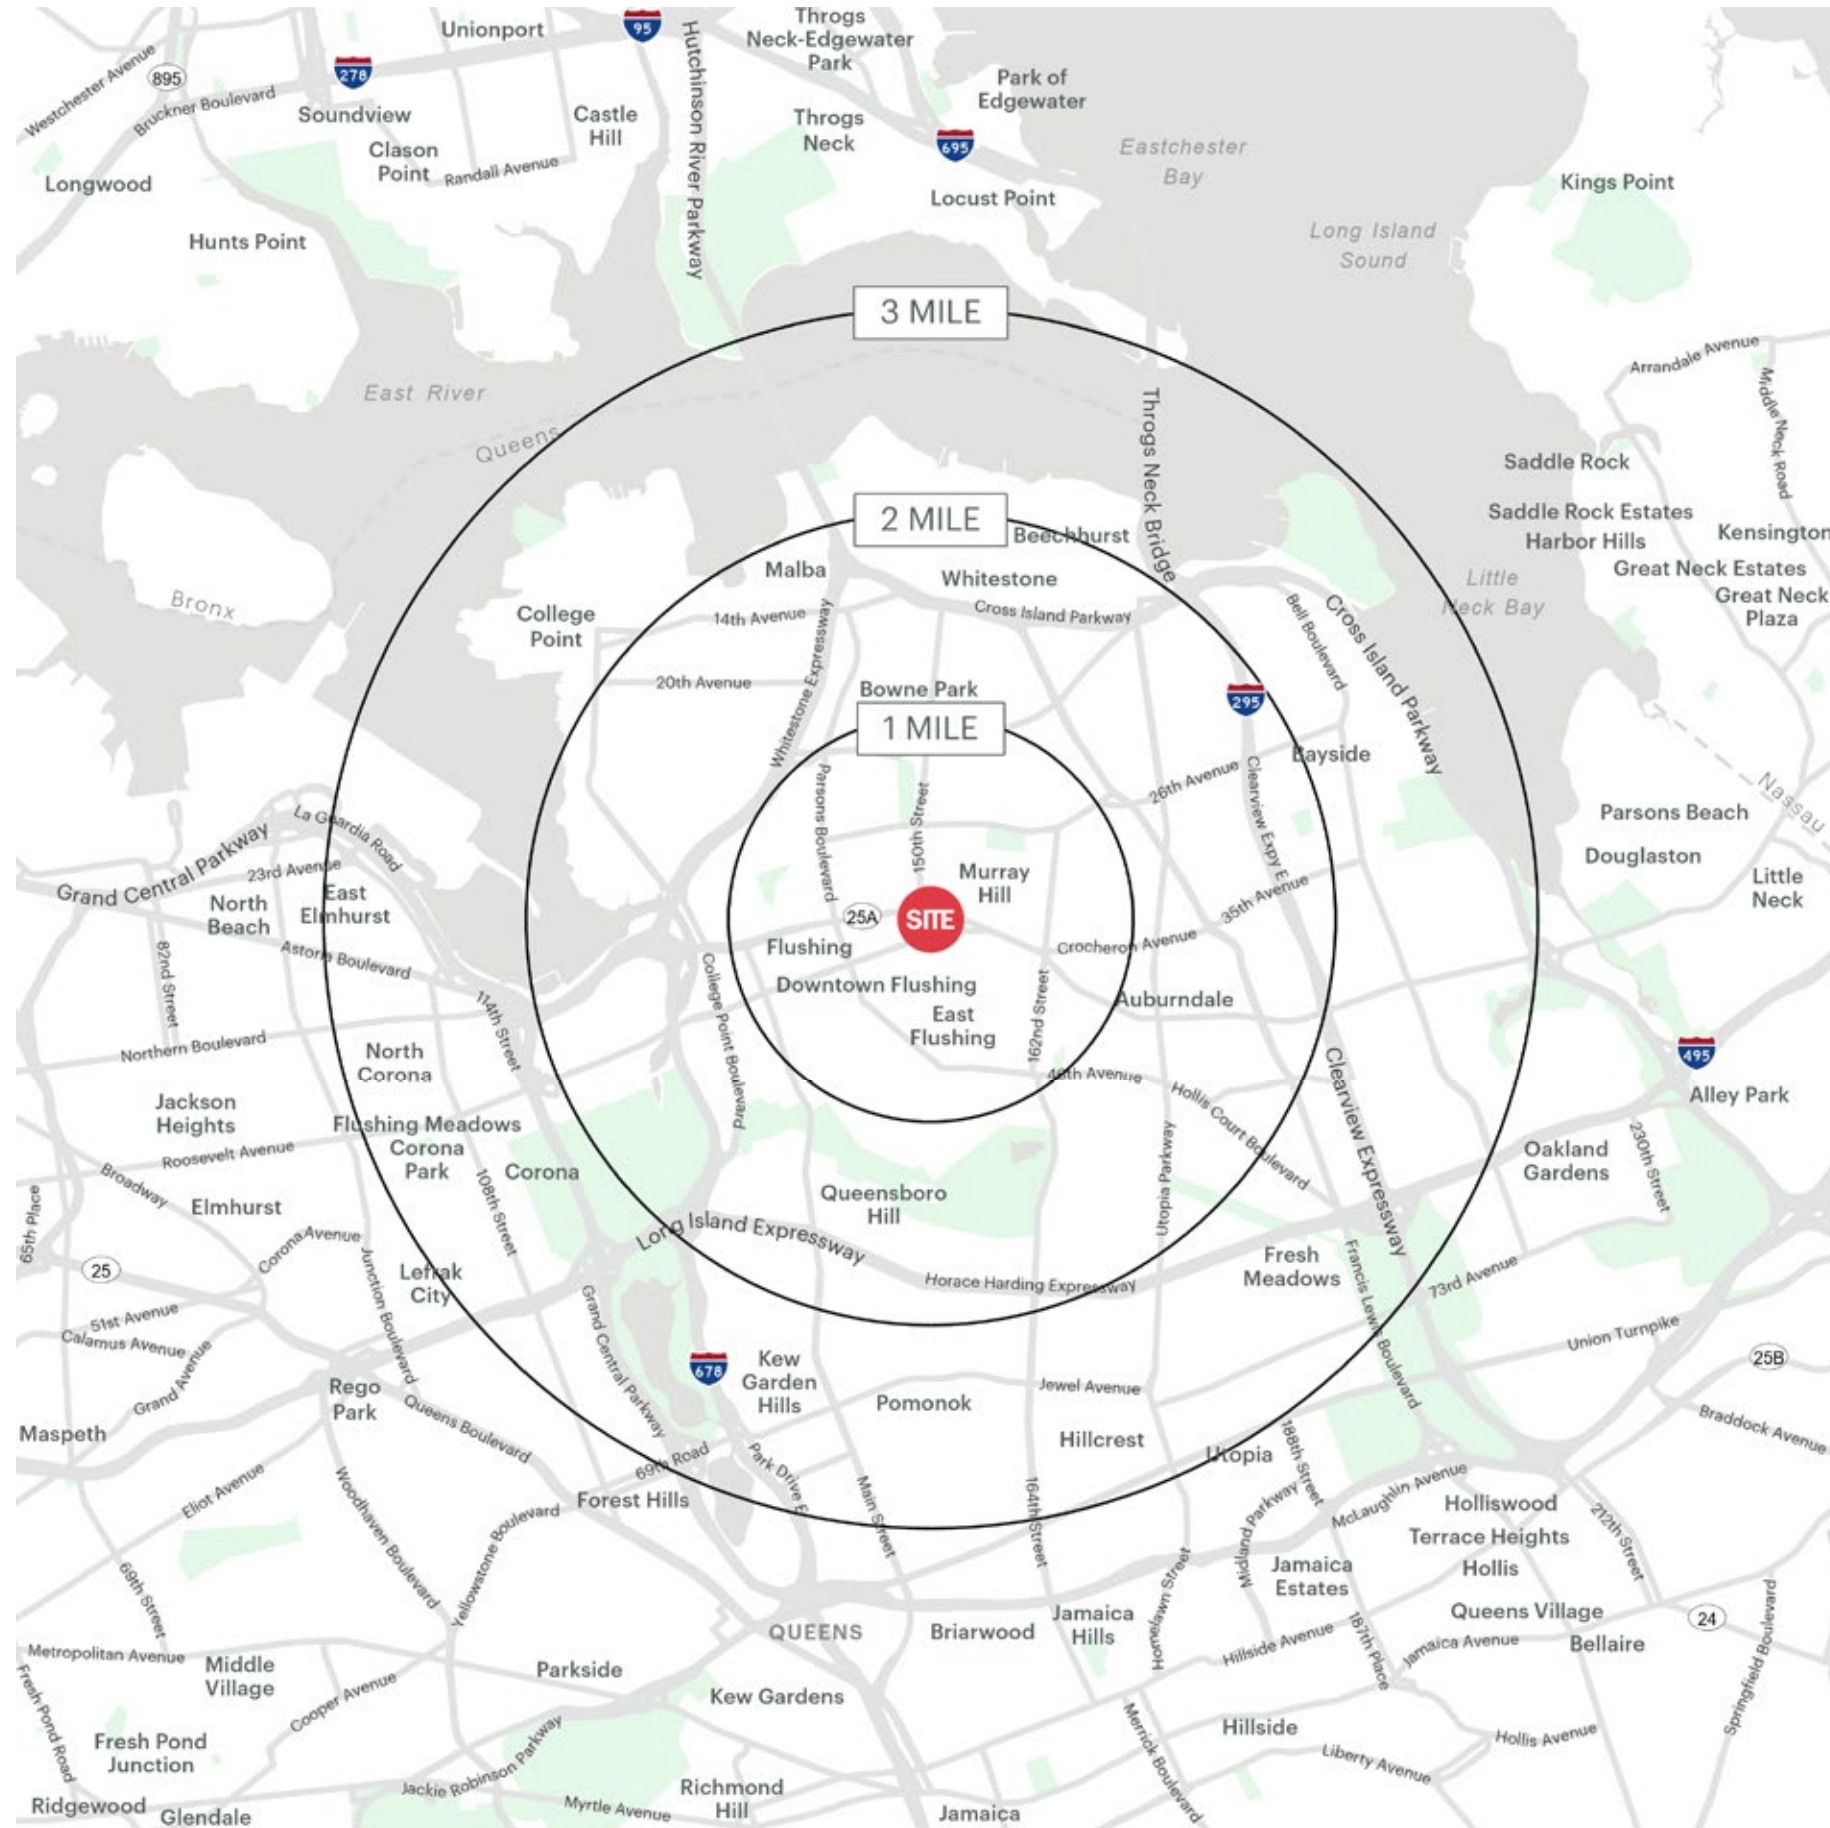 Unionport
95
Throgs
Neck-Edgewater
Park
Westchester Avenue
895
278
Hutchinson River Parkway
Park of
Edgewater
Bruckner Boulevard
Soundview
Castle
Hill
Throgs
Neck
695
Eastchester
Bay
Clason
Point
Randall Avenue
Longwood
Locust Point
Kings Point
Hunts Point
Long Island
Sound
3 MILE
Arrandale Avenue
Middle Neck Road
East River
Queens
Throgs Neck Bridge
Saddle Rock
Saddle Rock Estates
Harbor Hills
Kensington
2 MILE
Beechhurst
Malba
Whitestone
Great Neck Estates
Great Neck
Plaza
Little
Neck Bay
Bronx
College
Point
14th Avenue
Cross Island Parkway
Bell Boulevard
Cross Island Parkway
Whitestone Expressway
20th Avenue
Bowne Park
295
1 MILE
Bayside
26th Avenue
Clearview Expy E
Parsons Boulevard
150th Street
Nassau
Parsons Beach
Douglaston
Little
Neck
La Guardia Road
Grand Central Parkway
23rd Avenue
East
Elmhurst
North
Beach
Murray
Hill
35th Avenue
25A
SITE
Flushing
Crocheron Avenue
Astoria Boulevard
82nd Street
College Point Boulevard
Downtown Flushing
162nd Street
Auburndale
East
Flushing
114th Street
Northern Boulevard
North
Corona
46th Avenue
Hollis Court Boulevard
Clearview Expressway
495
Alley Park
Jackson
Heights
Flushing Meadows
Corona
Park
Roosevelt Avenue
Corona
108th Street
Utopia Parkway
Oakland
Gardens
230th Street
Broadway
65th Place
Elmhurst
Queensboro
Hill
Corona Avenue
Long Island Expressway
25
Lefrak
City
Junction Boulevard
Horace Harding Expressway
Fresh
Meadows
Francis Lewis Boulevard
73rd Avenue
51st Avenue
Calamus Avenue
Grand Avenue
Grand Central Parkway
Union Turnpike
25B
678
Kew
Garden
Hills
Rego
Park
Queens Boulevard
Pomonok
Jewel Avenue
Braddock Avenue
Maspeth
Hillcrest
Utopia
188th Street
69th Road
Park Drive E
Main Street
164th Street
Eliot Avenue
Woodhaven Boulevard
Forest Hills
Yellowstone Boulevard
Midland Parkway
McLaughlin Avenue
Holliswood
Terrace Heights
Hollis
212th Street
69th Street
Homelawn Street
Jamaica
Estates
Queens Village
24
Springfield Boulevard
QUEENS
Briarwood
Jamaica
Hills
Hillside Avenue
187th Place
Jamaica Avenue
Bellaire
Metropolitan Avenue
Middle
Village
Parkside
Kew Gardens
Cooper Avenue
Fresh Pond Road
Fresh Pond
Junction
Jackie Robinson Parkway
Merrick Boulevard
Hillside
Hollis Avenue
Liberty Avenue
Ridgewood
Glendale
Myrtle Avenue
Richmond
Hill
Jamaica